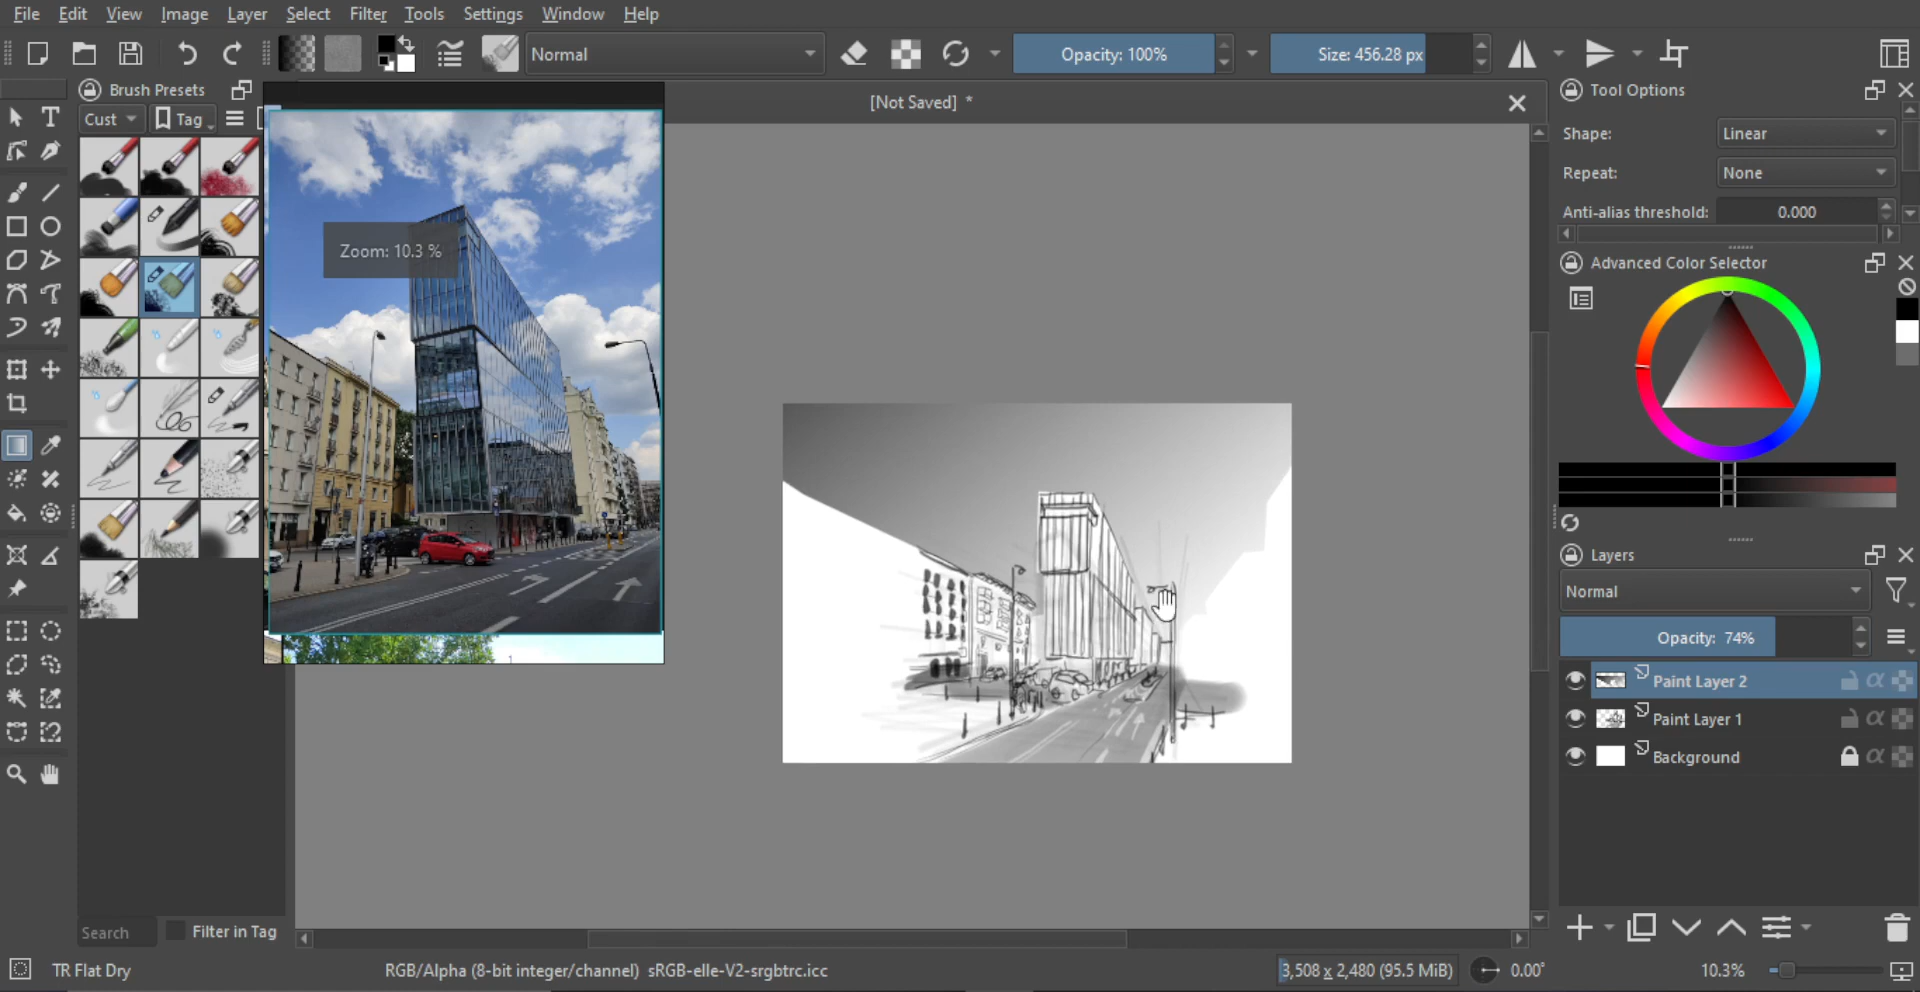 File Edit View Image Layer Select Filter Tools Settings Window Help
Normal
Opacity: 100%
Size: 456.28 px
Brush Presets
Cust
Tag
[Not Saved] *
Zoom: 10.3 %
Tool Options
Shape: Linear
Repeat: None
Anti-alias threshold: 0.000
Advanced Color Selector
Layers
Normal
Opacity: 74%
Paint Layer 2
Paint Layer 1
Background
Search
Filter in Tag
TR Flat Dry
RGB/Alpha (8-bit integer/channel) sRGB-elle-V2-srgbtrc.icc
3,508 x 2,480 (95.5 MiB)
0.00°
10.3%